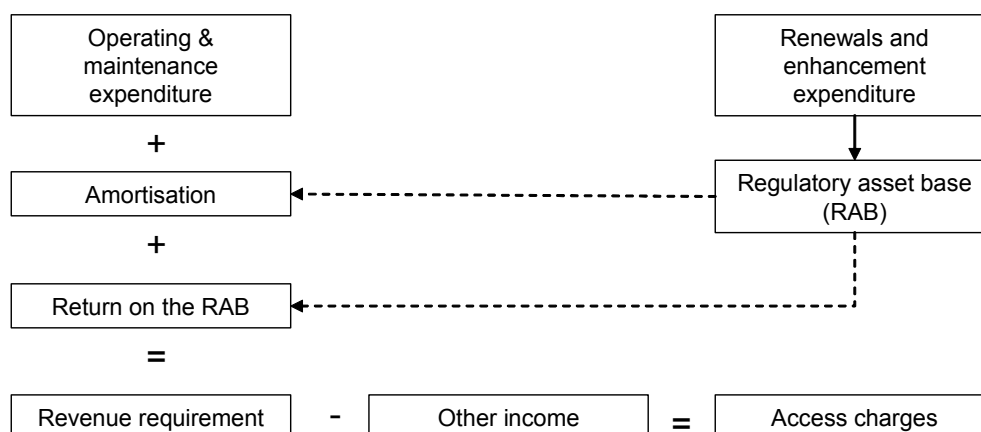 Operating &
maintenance
expenditure
Renewals and
enhancement
expenditure
+
Amortisation
Regulatory asset base
(RAB)
+
Return on the RAB
=
Revenue requirement - Other income = Access charges